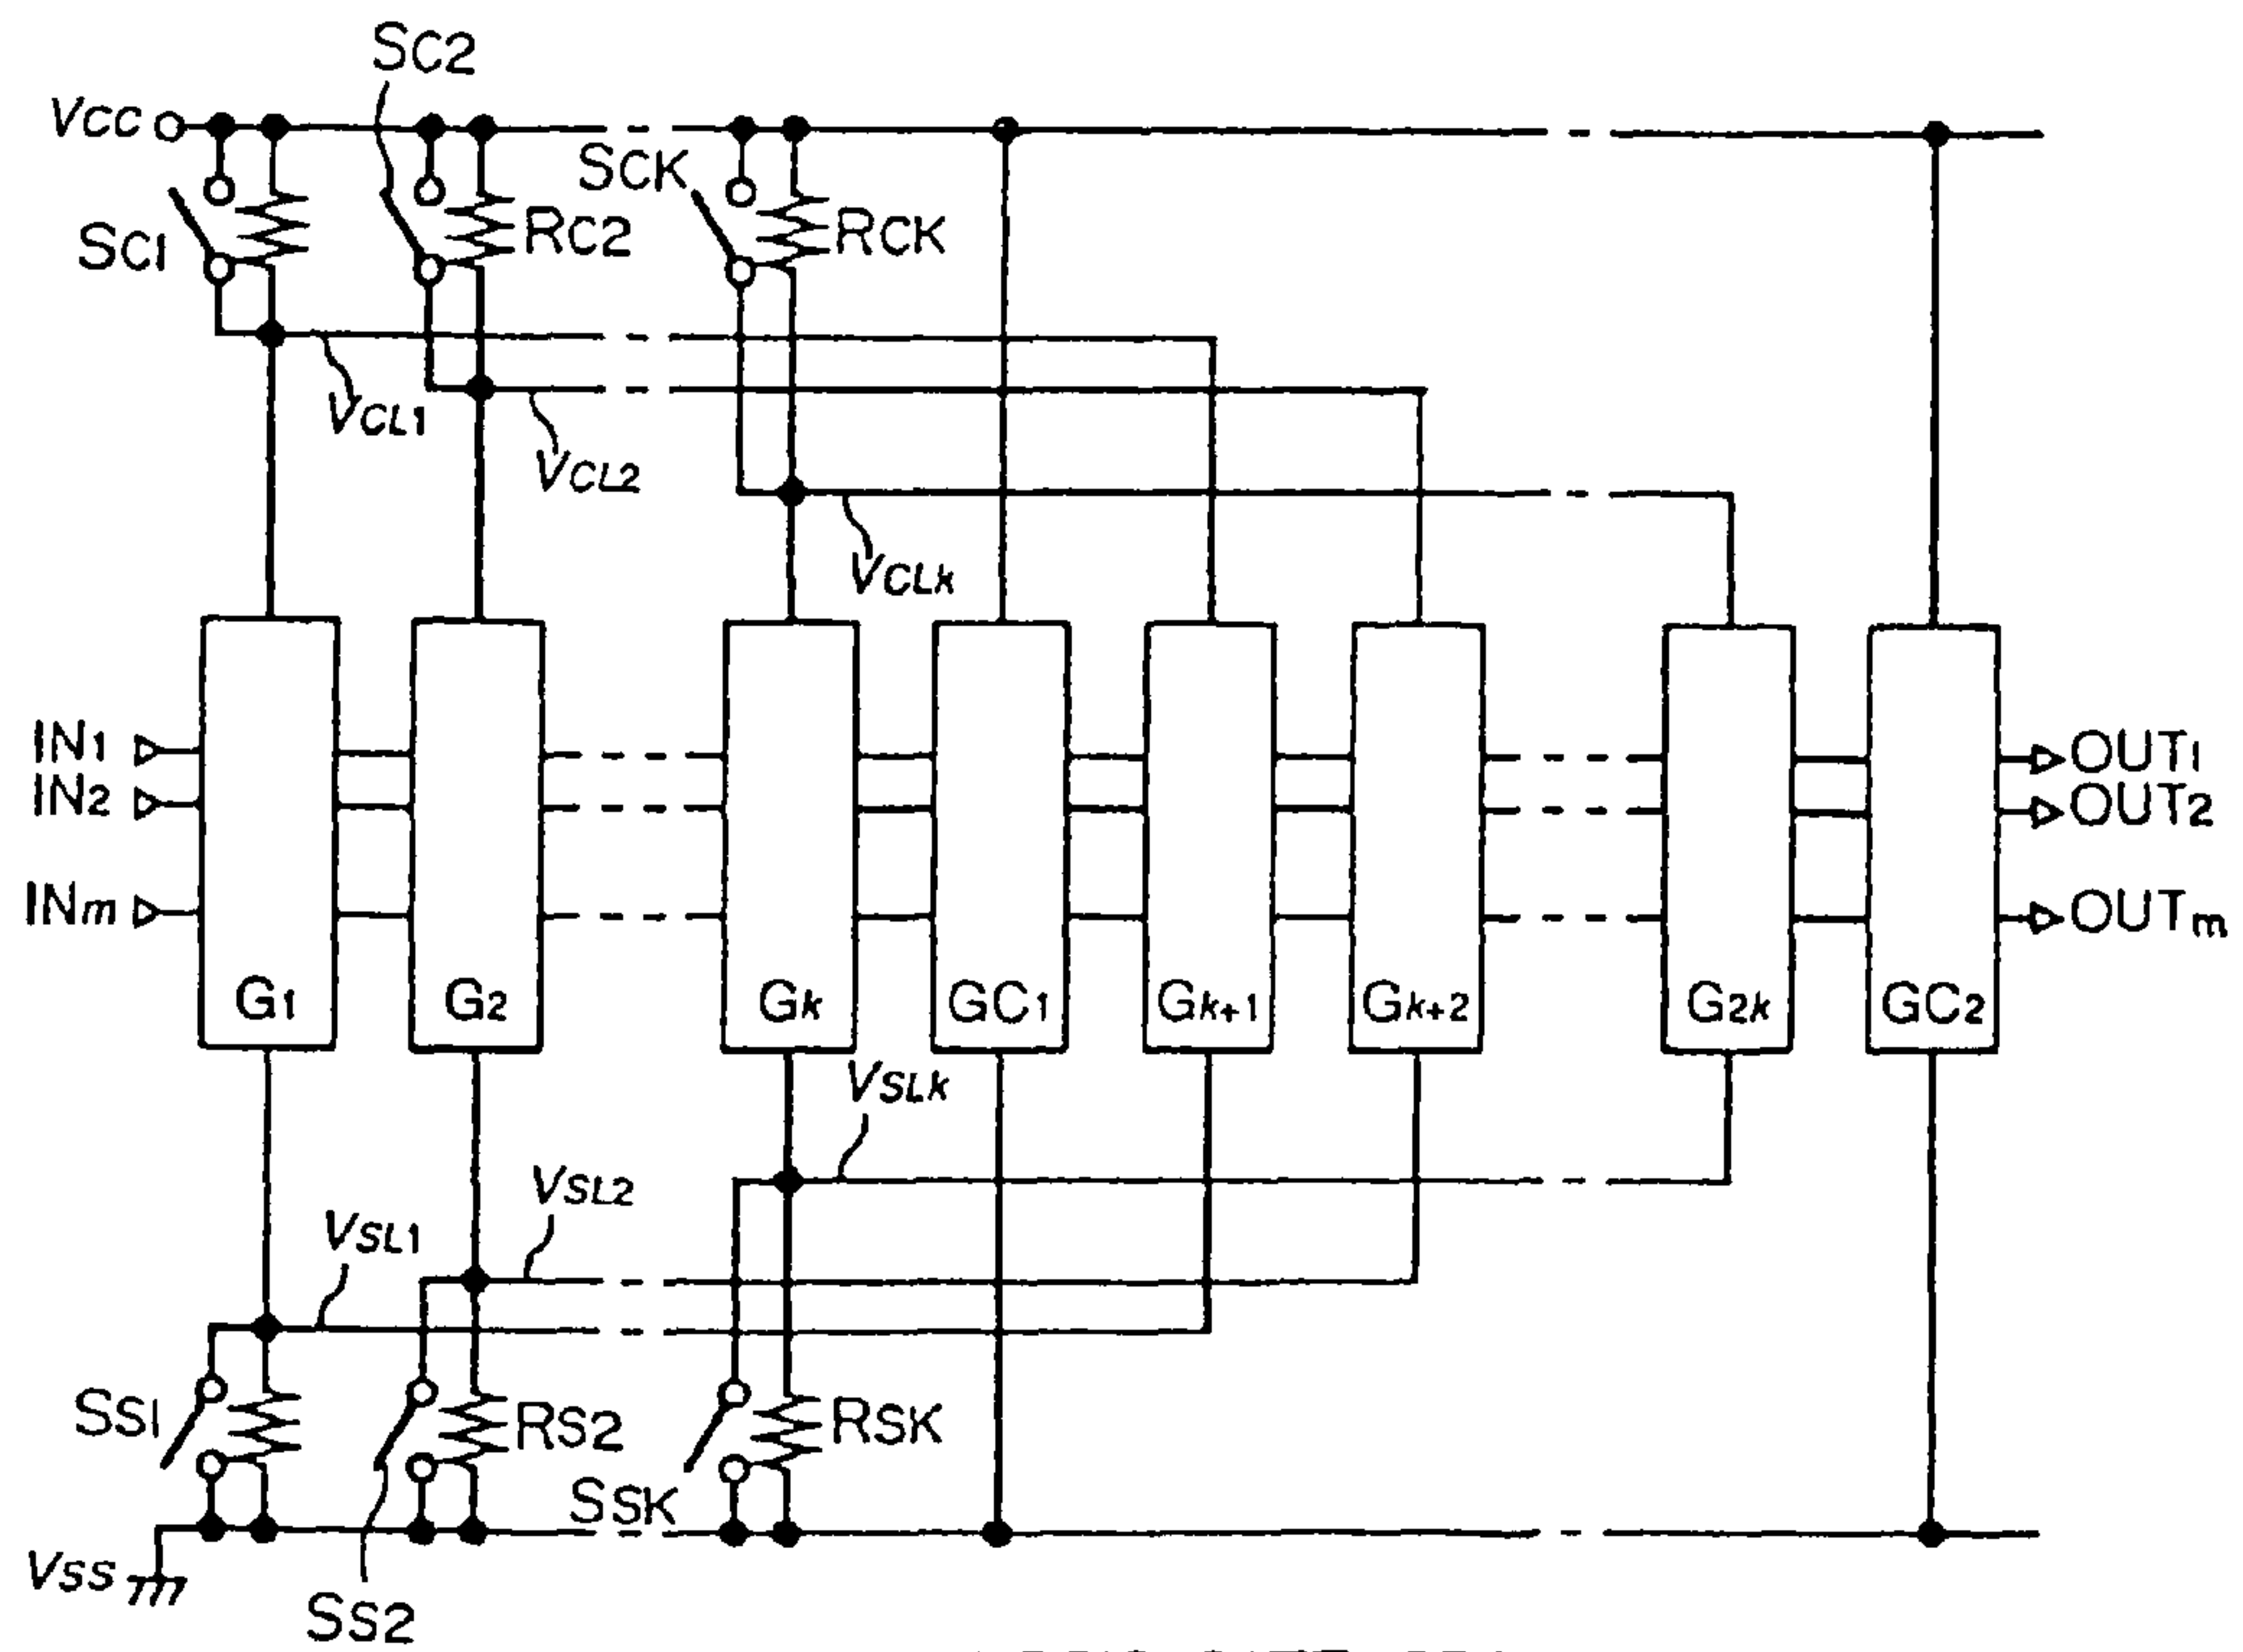 SC2
VCC
SCK
SC1
RC2
RCK
VCL1
VCL2
VCLk
IN1
IN2
INm
OUT1
OUT2
OUTm
G1
G2
Gk
GC1
Gk+1
Gk+2
G2k
GC2
VSLk
VSL2
VSL1
SS1
RS2
RSK
SSK
VSS
SS2